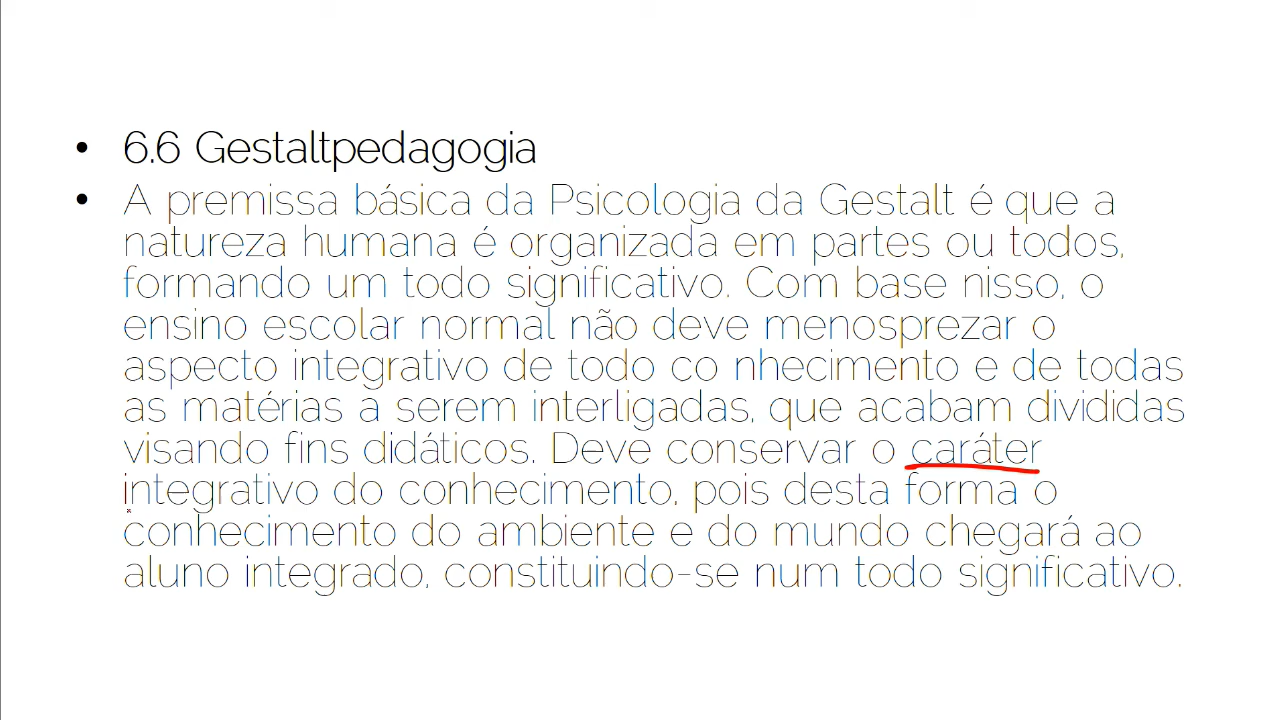 • 6.6 Gestaltpedagogia
• A premissa básica da Psicologia da Gestalt é que a
natureza humana é organizada em partes ou todos,
formando um todo significativo. Com base nisso, o
ensino escolar normal não deve menosprezar o
aspecto integrativo de todo co nhecimento e de todas
as matérias a serem interligadas, que acabam divididas
visando fins didáticos. Deve conservar o caráter
integrativo do conhecimento, pois desta forma o
conhecimento do ambiente e do mundo chegará ao
aluno integrado, constituindo-se num todo significativo.